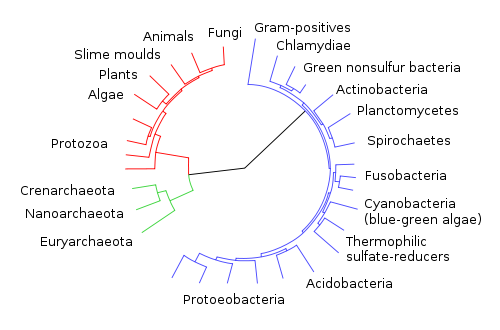 Fungi
Gram-positives
Animals
Chlamydiae
Slime moulds
Green nonsulfur bacteria
Plants
Actinobacteria
Algae
Planctomycetes
Protozoa
Spirochaetes
Fusobacteria
Crenarchaeota
Cyanobacteria
(blue-green algae)
Nanoarchaeota
Euryarchaeota
Thermophilic
sulfate-reducers
Acidobacteria
Protoeobacteria